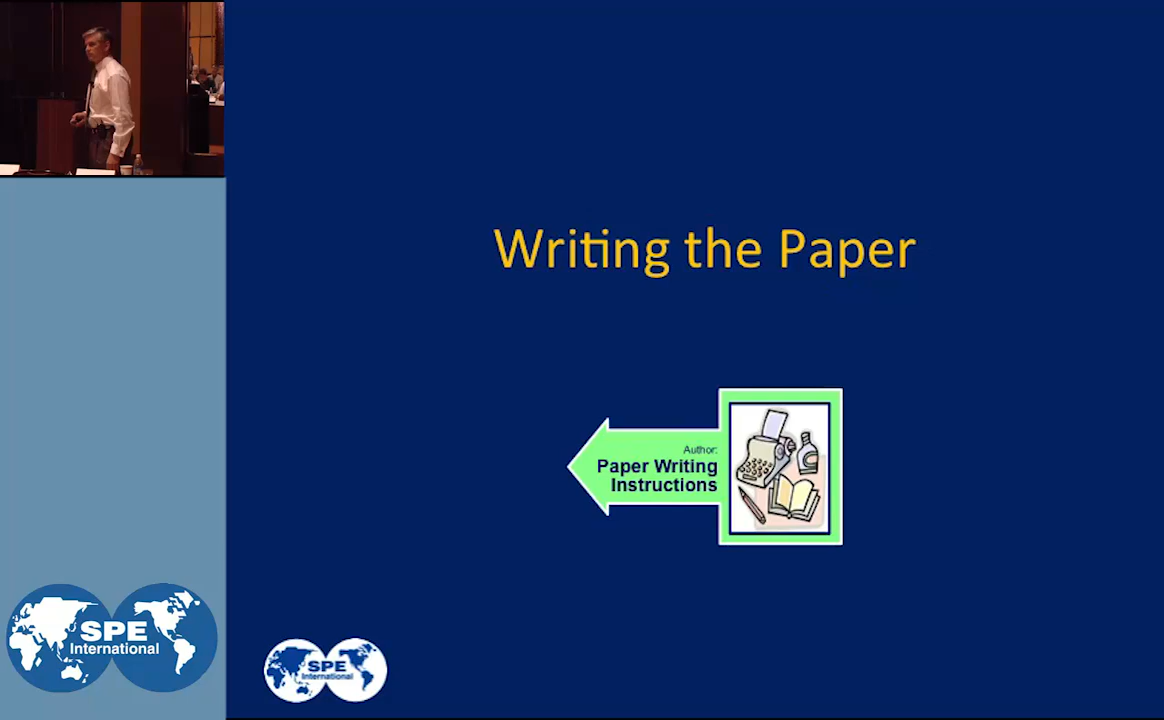 Writing the Paper
Author:
Paper Writing
Instructions
SPE
International
SPE
International